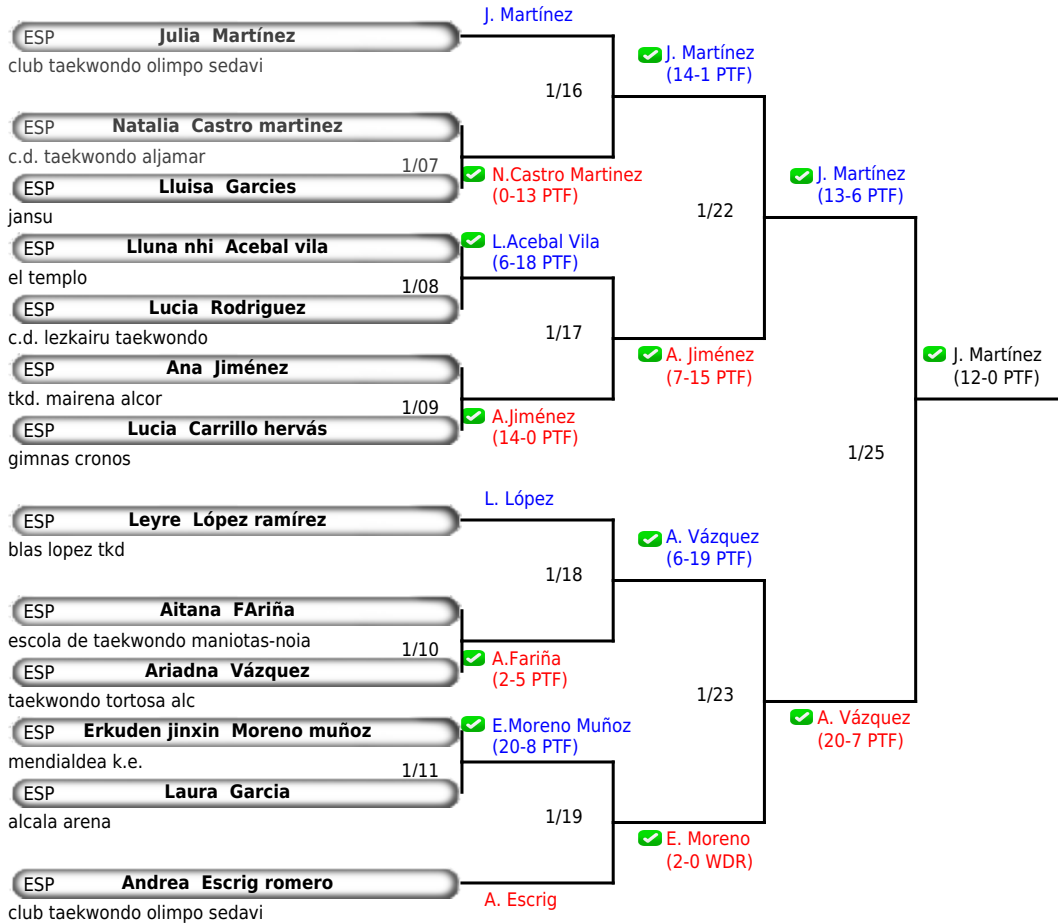 J. Martínez
ESP Julia Martínez
club taekwondo olimpo sedavi
J. Martínez
(14-1 PTF)
1/16
ESP Natalia Castro martinez
c.d. taekwondo aljamar
1/07
N.Castro Martinez
(0-13 PTF)
ESP Lluisa Garcies
jansu
J. Martínez
(13-6 PTF)
1/22
ESP Lluna nhi Acebal vila
el templo
L.Acebal Vila
(6-18 PTF)
1/08
ESP Lucia Rodriguez
c.d. lezkairu taekwondo
1/17
ESP Ana Jiménez
tkd. mairena alcor
A. Jiménez
(7-15 PTF)
J. Martínez
(12-0 PTF)
1/09
ESP Lucia Carrillo hervás
gimnas cronos
A.Jiménez
(14-0 PTF)
1/25
L. López
ESP Leyre López ramírez
blas lopez tkd
A. Vázquez
(6-19 PTF)
1/18
ESP Aitana FAriña
escola de taekwondo maniotas-noia
1/10
A.Fariña
(2-5 PTF)
ESP Ariadna Vázquez
taekwondo tortosa alc
1/23
ESP Erkuden jinxin Moreno muñoz
mendialdea k.e.
E.Moreno Muñoz
(20-8 PTF)
A. Vázquez
(20-7 PTF)
1/11
ESP Laura Garcia
alcala arena
1/19
E. Moreno
(2-0 WDR)
ESP Andrea Escrig romero
club taekwondo olimpo sedavi
A. Escrig